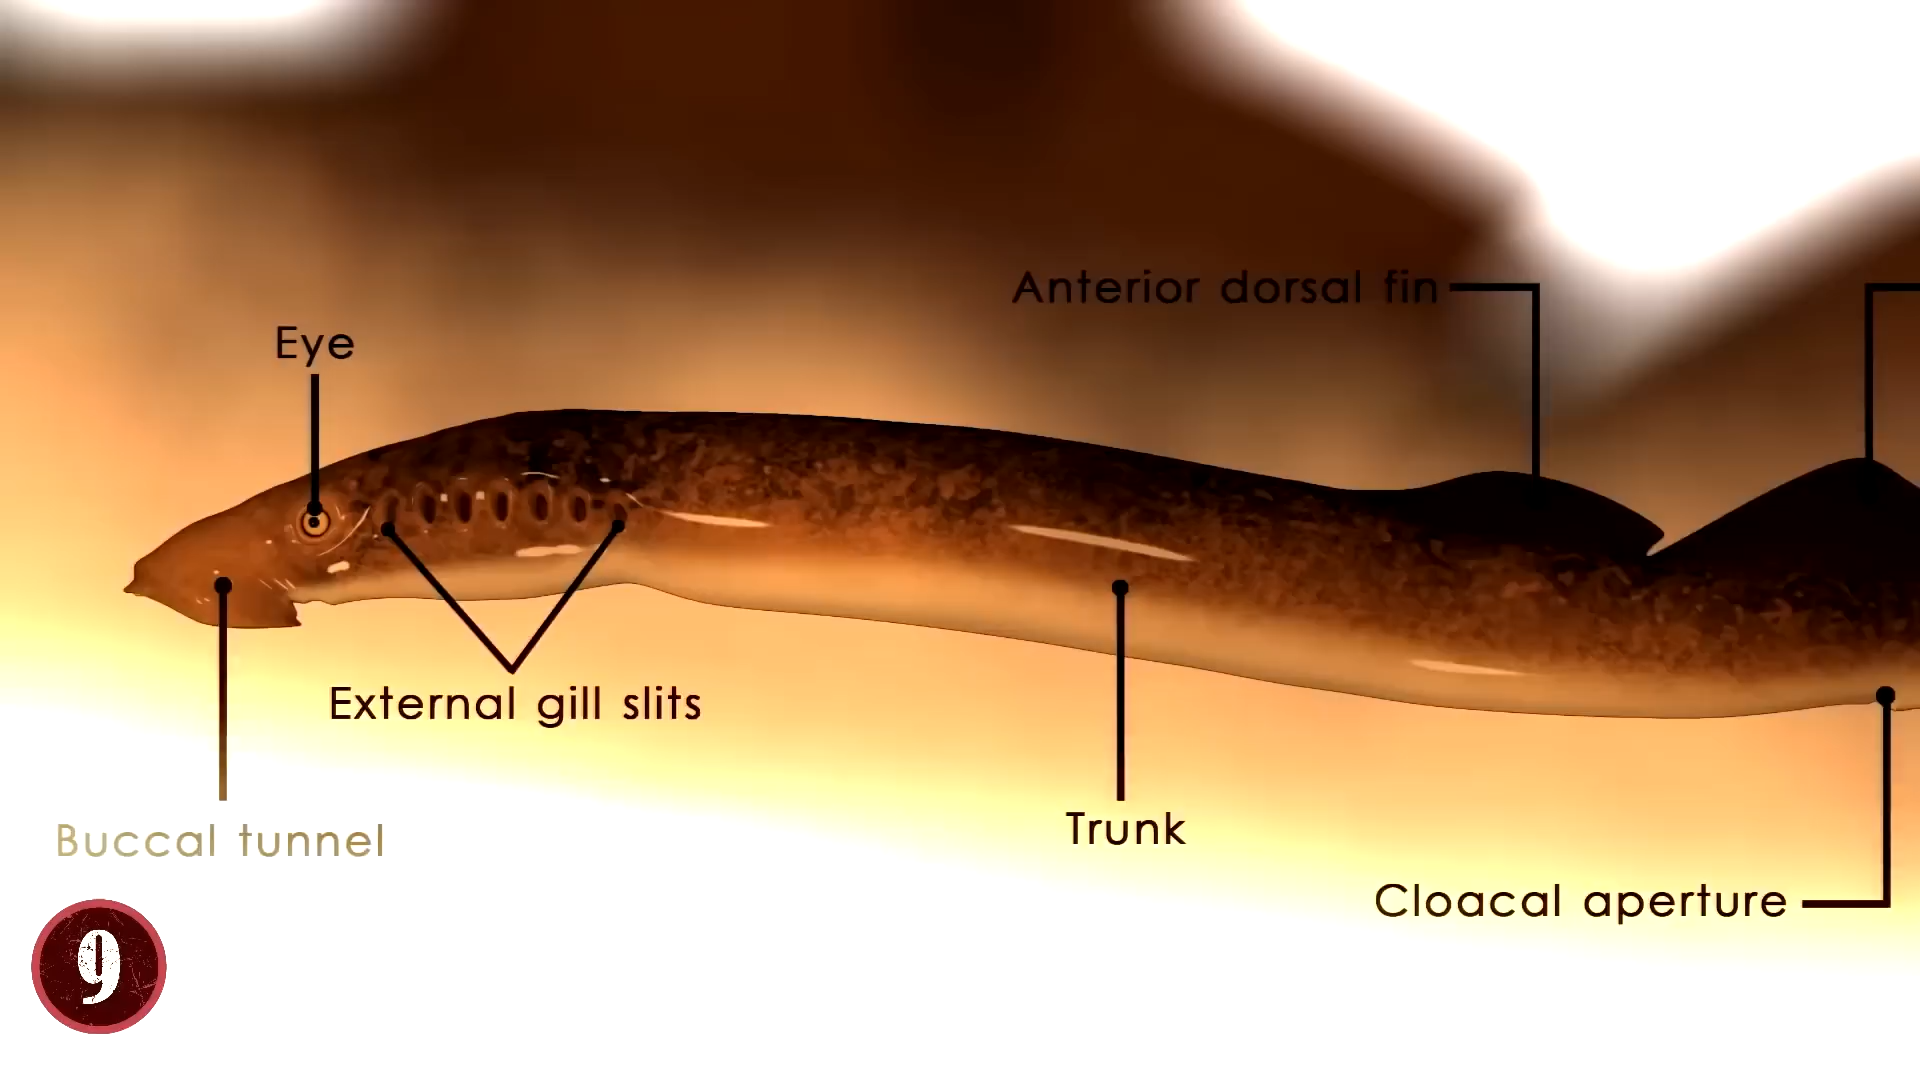 Anterior dorsal fin
Eye
External gill slits
Trunk
Buccal tunnel
Cloacal aperture
9